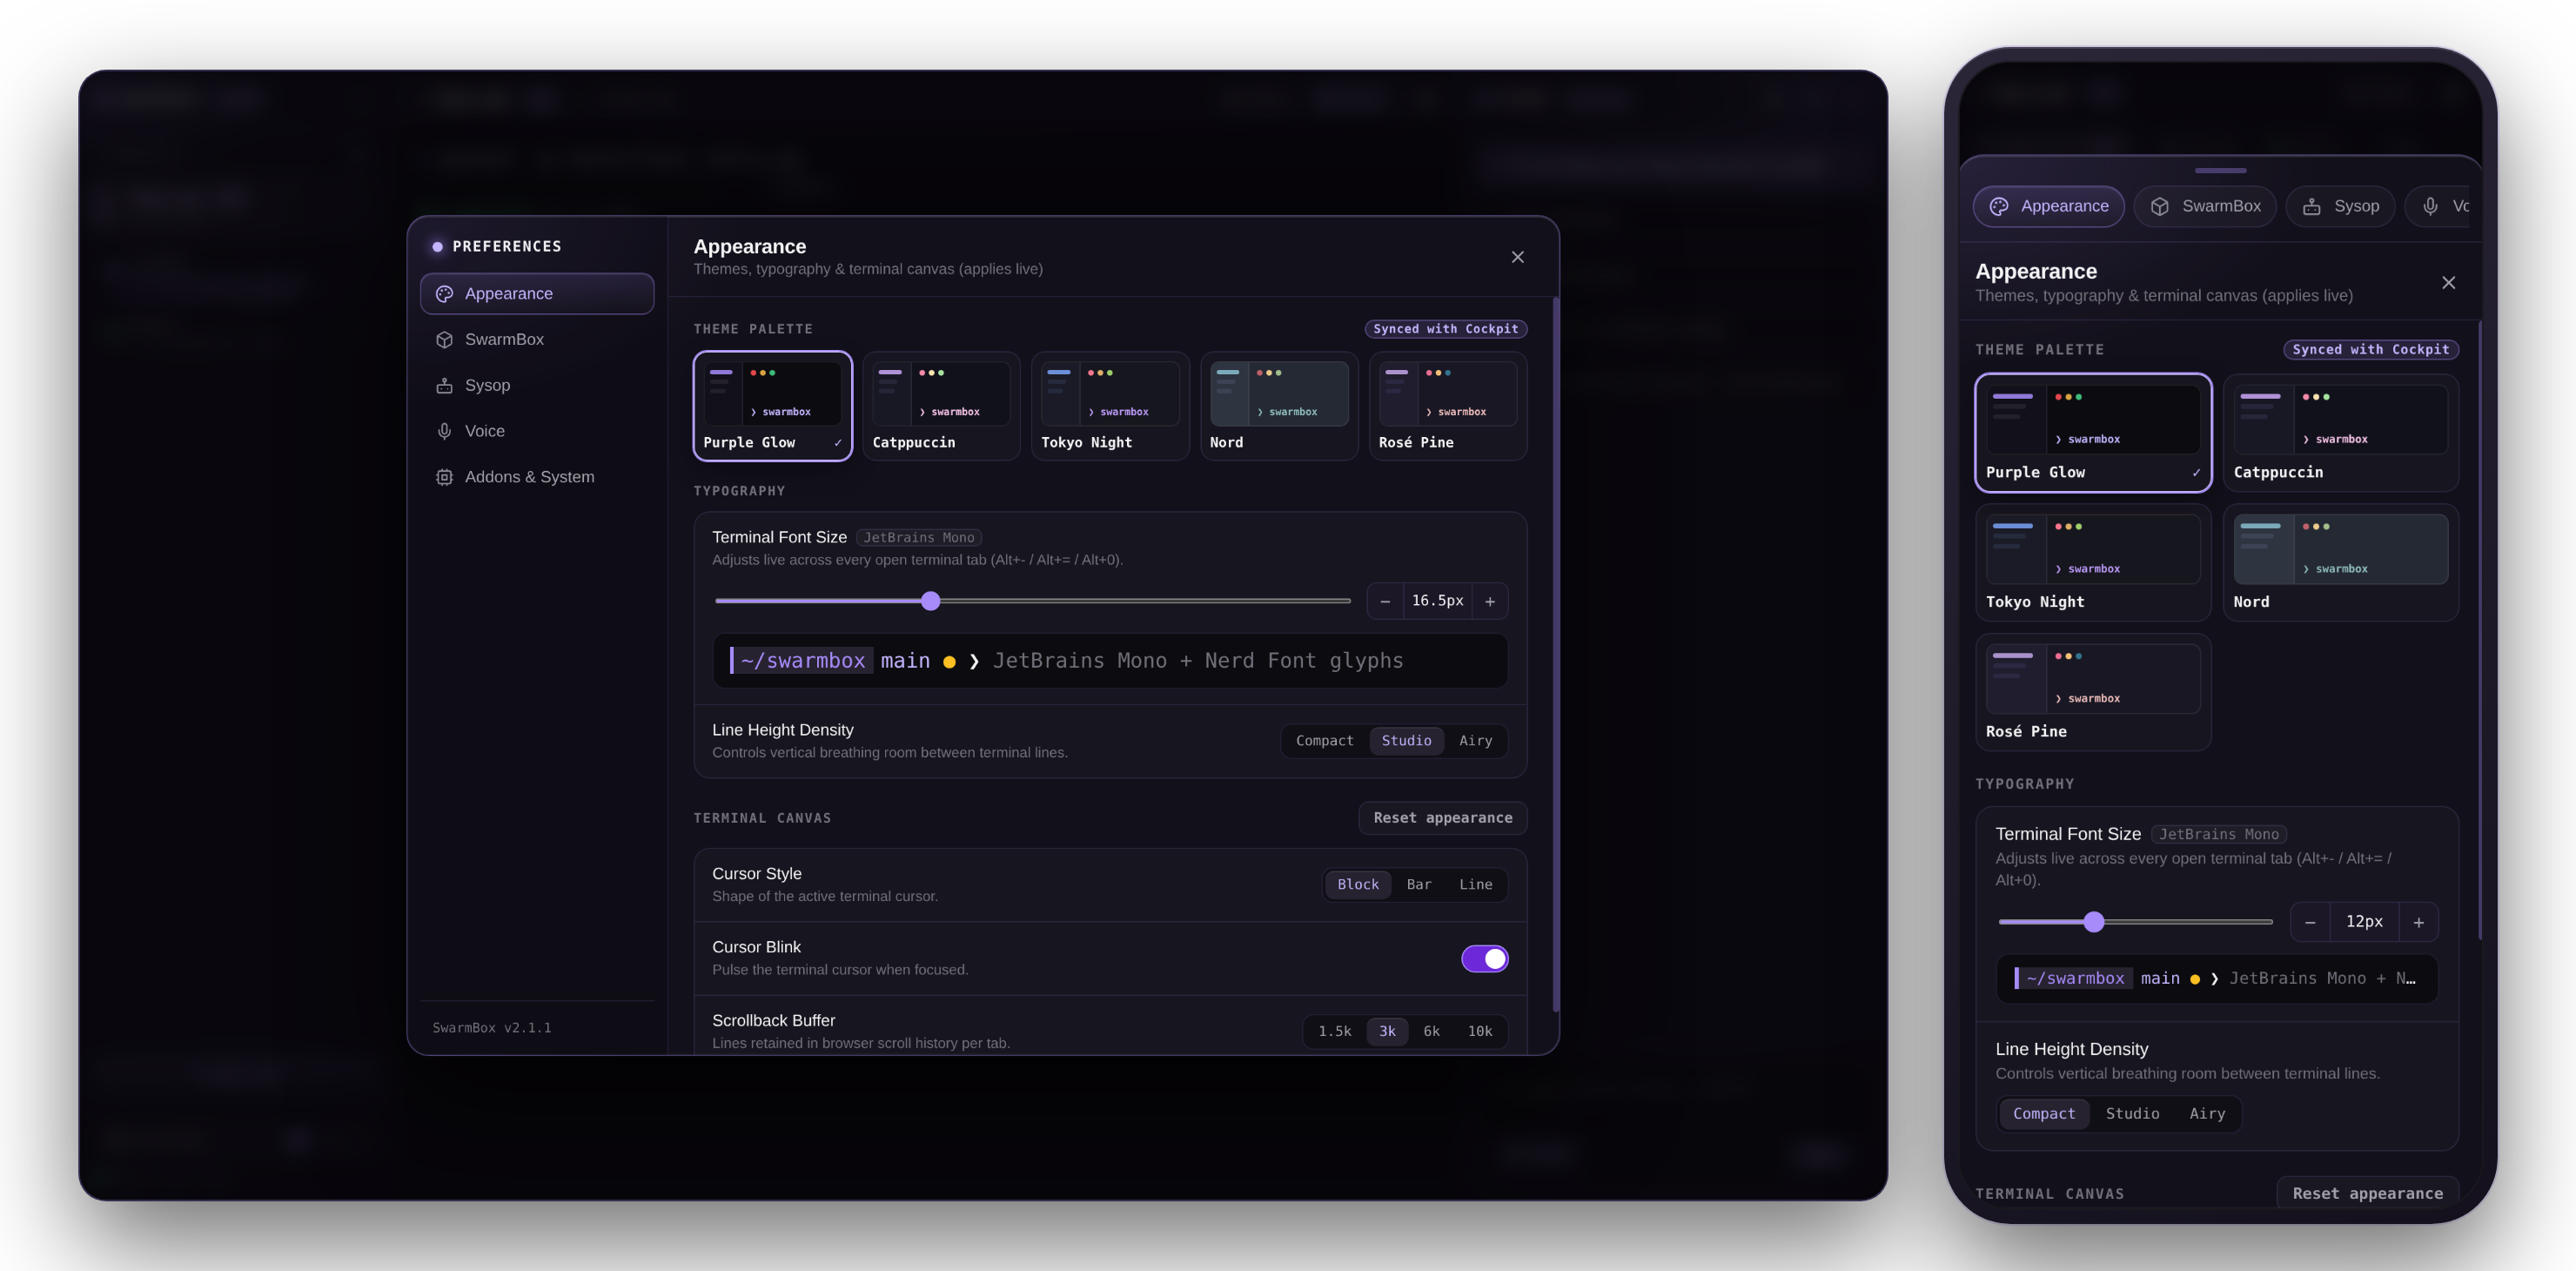 PREFERENCES
Appearance
SwarmBox
Sysop
Voice
Addons & System
SwarmBox v2.1.1
Appearance
Themes, typography & terminal canvas (applies live)
THEME PALETTE
Synced with Cockpit
❯ swarmbox
❯ swarmbox
❯ swarmbox
❯ swarmbox
❯ swarmbox
Purple Glow ✓
Catppuccin
Tokyo Night
Nord
Rosé Pine
TYPOGRAPHY
Terminal Font Size JetBrains Mono
Adjusts live across every open terminal tab (Alt+- / Alt+= / Alt+0).
− 16.5px +
~/swarmbox main ● ❯ JetBrains Mono + Nerd Font glyphs
Line Height Density
Controls vertical breathing room between terminal lines.
Compact Studio Airy
TERMINAL CANVAS
Reset appearance
Cursor Style
Shape of the active terminal cursor.
Block Bar Line
Cursor Blink
Pulse the terminal cursor when focused.
Scrollback Buffer
Lines retained in browser scroll history per tab.
1.5k 3k 6k 10k
Appearance SwarmBox Sysop Vo
Appearance
Themes, typography & terminal canvas (applies live)
THEME PALETTE
Synced with Cockpit
❯ swarmbox
❯ swarmbox
Purple Glow ✓
Catppuccin
❯ swarmbox
❯ swarmbox
Tokyo Night
Nord
❯ swarmbox
Rosé Pine
TYPOGRAPHY
Terminal Font Size JetBrains Mono
Adjusts live across every open terminal tab (Alt+- / Alt+= /
Alt+0).
− 12px +
~/swarmbox main ● ❯ JetBrains Mono + N…
Line Height Density
Controls vertical breathing room between terminal lines.
Compact Studio Airy
TERMINAL CANVAS
Reset appearance